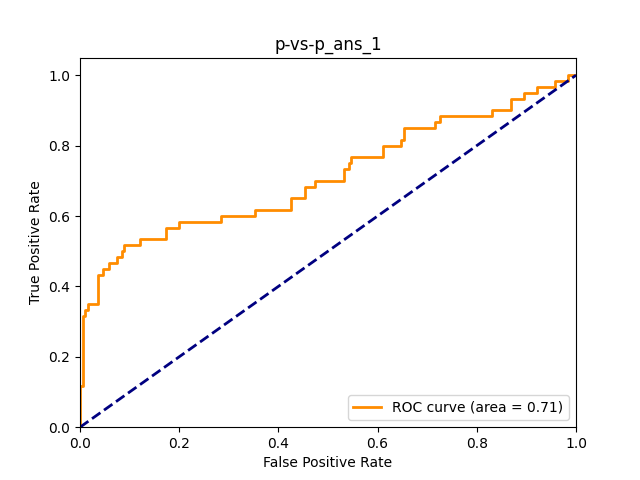 p-vs-p_ans_1
True Positive Rate
1.0
0.8
0.6
0.4
0.2
0.0
0.0 0.2 0.4 0.6 0.8 1.0
False Positive Rate
ROC curve (area = 0.71)